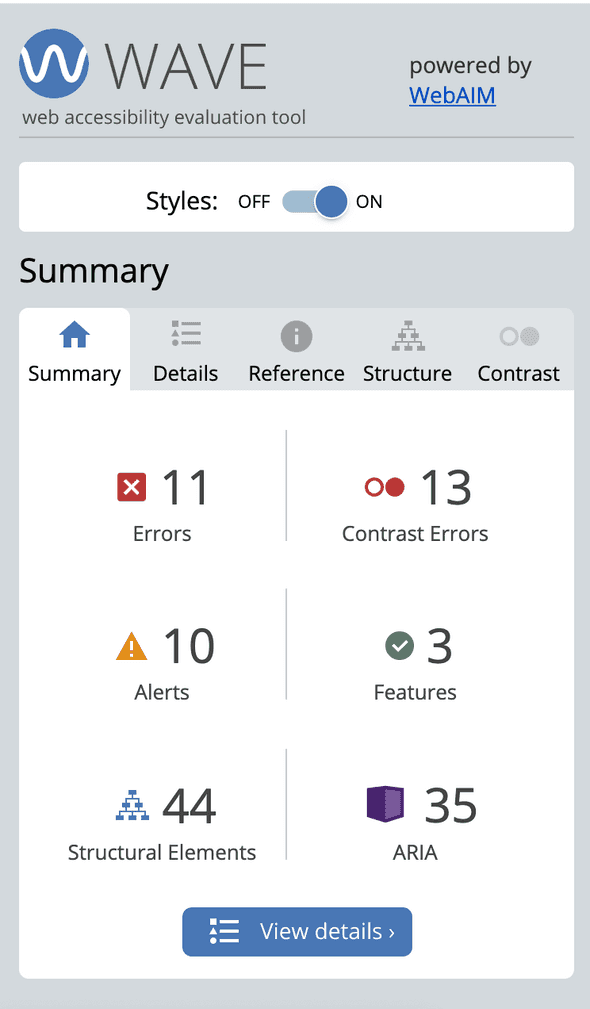 WAVE
powered by
WebAIM
web accessibility evaluation tool
Styles: OFF ON
Summary
Summary Details Reference Structure Contrast
11 13
Errors Contrast Errors
10 3
Alerts Features
44 35
Structural Elements ARIA
View details ›